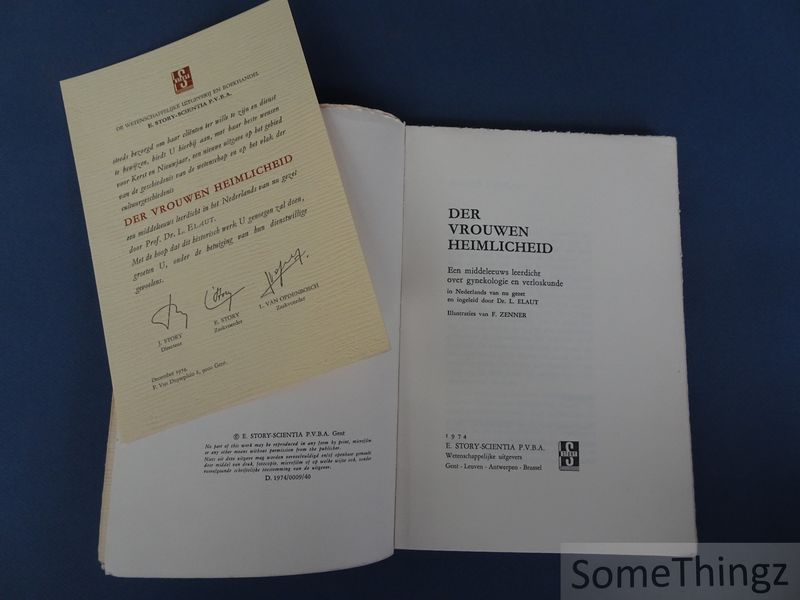 DE WETENSCHAPPELIJKE UITGEVERIJ EN BOEKHANDEL
E. STORY-SCIENTIA P.V.B.A.
steeds bezorgd om haar cliënten ter wille te zijn en dienst
te bewijzen, biedt U hierbij aan, met haar beste wensen
voor Kerst en Nieuwjaar, een nieuwe uitgave op het gebied
van de geschiedenis van de wetenschap en op het vlak der
cultuurgeschiedenis
DER VROUWEN HEIMLICHEID
een middeleeuws leerdicht in het Nederlands van nu gezet
door Prof. Dr. L. ELAUT.
Met de hoop dat dit historisch werk U genoegen zal doen,
groeten U, onder de betuiging van hun dienstwillige
gevoelens.
J. STORY
Directeur
E. STORY
Zaakvoerder
L. VAN OPDENBOSCH
Zaakvoerder
December 1974
P. Van Duyseplein 8, 9000 Gent.
© E. STORY-SCIENTIA P.V.B.A. Gent
No part of this work may be reproduced in any form by print, microfilm
or any other means without permission from the publisher.
Niets uit deze uitgave mag worden verveelvuldigd en/of openbaar gemaakt
door middel van druk, fotocopie, microfilm of op welke wijze ook, zonder
voorafgaande schriftelijke toestemming van de uitgever.
D. 1974/0009/40
DER
VROUWEN
HEIMLICHEID
Een middeleeuws leerdicht
over gynekologie en verloskunde
in Nederlands van nu gezet
en ingeleid door Dr. L. ELAUT
Illustraties van F. ZENNER
1974
E. STORY-SCIENTIA P.V.B.A.
Wetenschappelijke uitgevers
Gent - Leuven - Antwerpen - Brussel
SomeThingz